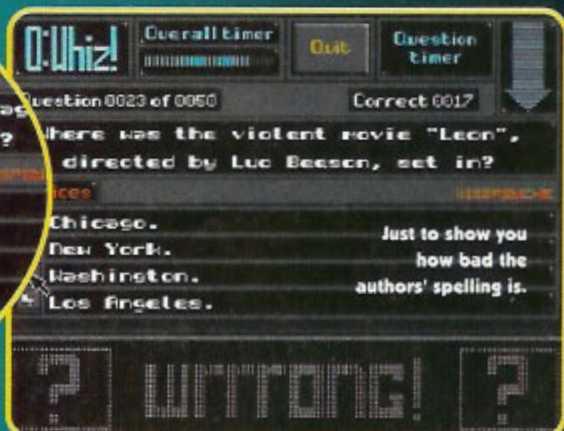 Q:Whiz!
Overall timer
Quit
Question
timer
Question 0023 of 0050
Correct 0017
Where was the violent movie "Leon",
directed by Luc Besson, set in?
Chicago.
New York.
Washington.
Los Angeles.
Just to show you
how bad the
authors' spelling is.
? wrrrong! ?